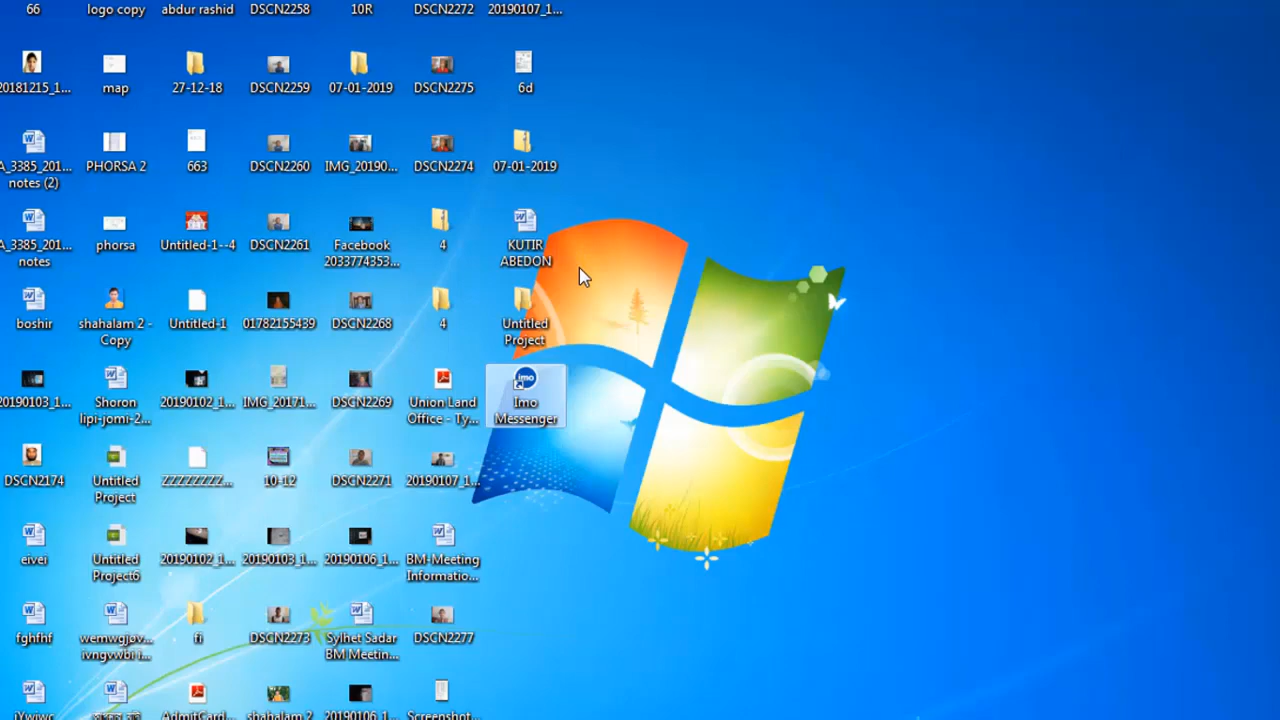 66
logo copy
abdur rashid
DSCN2258
10R
DSCN2272
20190107_1...
20181215_1...
map
27-12-18
DSCN2259
07-01-2019
DSCN2275
6d
A_3385_201...
notes (2)
PHORSA 2
663
DSCN2260
IMG_20190...
DSCN2274
07-01-2019
A_3385_201...
notes
phorsa
Untitled-1--4
DSCN2261
Facebook
2033774353...
4
KUTIR
ABEDON
boshir
shahalam 2 -
Copy
Untitled-1
01782155439
DSCN2268
4
Untitled
Project
20190103_1...
Shoron
lipi-jomi-2...
20190102_1...
IMG_20171...
DSCN2269
Union Land
Office - Ty...
imo
Imo
Messenger
DSCN2174
Untitled
Project
ZZZZZZZZ...
10-12
DSCN2271
20190107_1...
eivei
Untitled
Project6
20190102_1...
20190103_1...
20190106_1...
BM-Meeting
Informatio...
fghfhf
wemwgjøv...
ivngvwbi i...
fi
DSCN2273
Sylhet Sadar
BM Meetin...
DSCN2277
AdmitCard...
shahalam 2
20190106_1...
Screenshot...